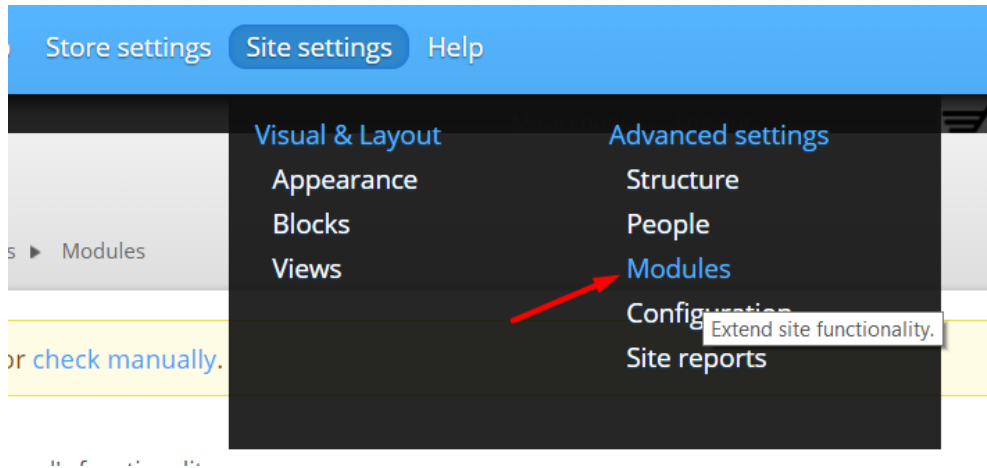 Store settings Site settings Help
Visual & Layout Advanced settings
Appearance Structure
Blocks People
s ▶ Modules
Views Modules
Configuration
Extend site functionality.
or check manually.
Site reports